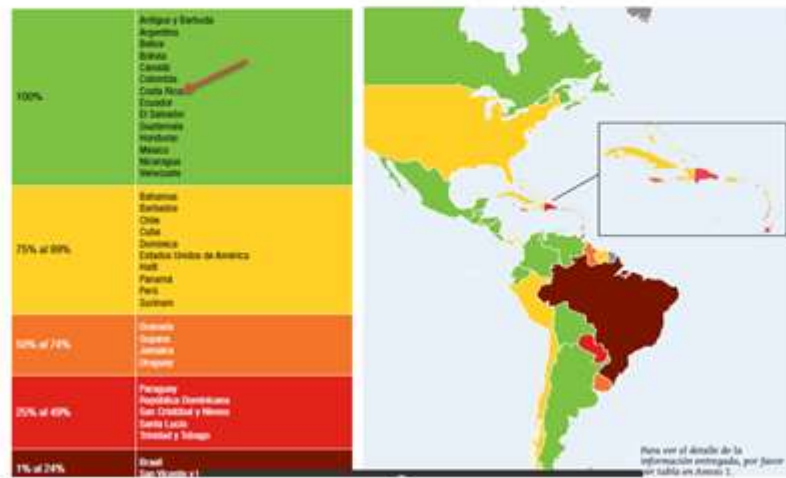 100%
Antigua y Barbuda
Argentina
Belice
Bolivia
Canadá
Colombia
Costa Rica
Ecuador
El Salvador
Guatemala
Honduras
México
Nicaragua
Venezuela
75% al 99%
Bahamas
Barbados
Chile
Cuba
Dominica
Estados Unidos de América
Haití
Panamá
Perú
Surinam
50% al 74%
Granada
Guyana
Jamaica
Uruguay
25% al 49%
Paraguay
República Dominicana
San Cristóbal y Nieves
Santa Lucía
Trinidad y Tobago
1% al 24%
Brasil
San Vicente y
Para ver el detalle de la
información entregada, por favor
ver tabla en Anexo 1.